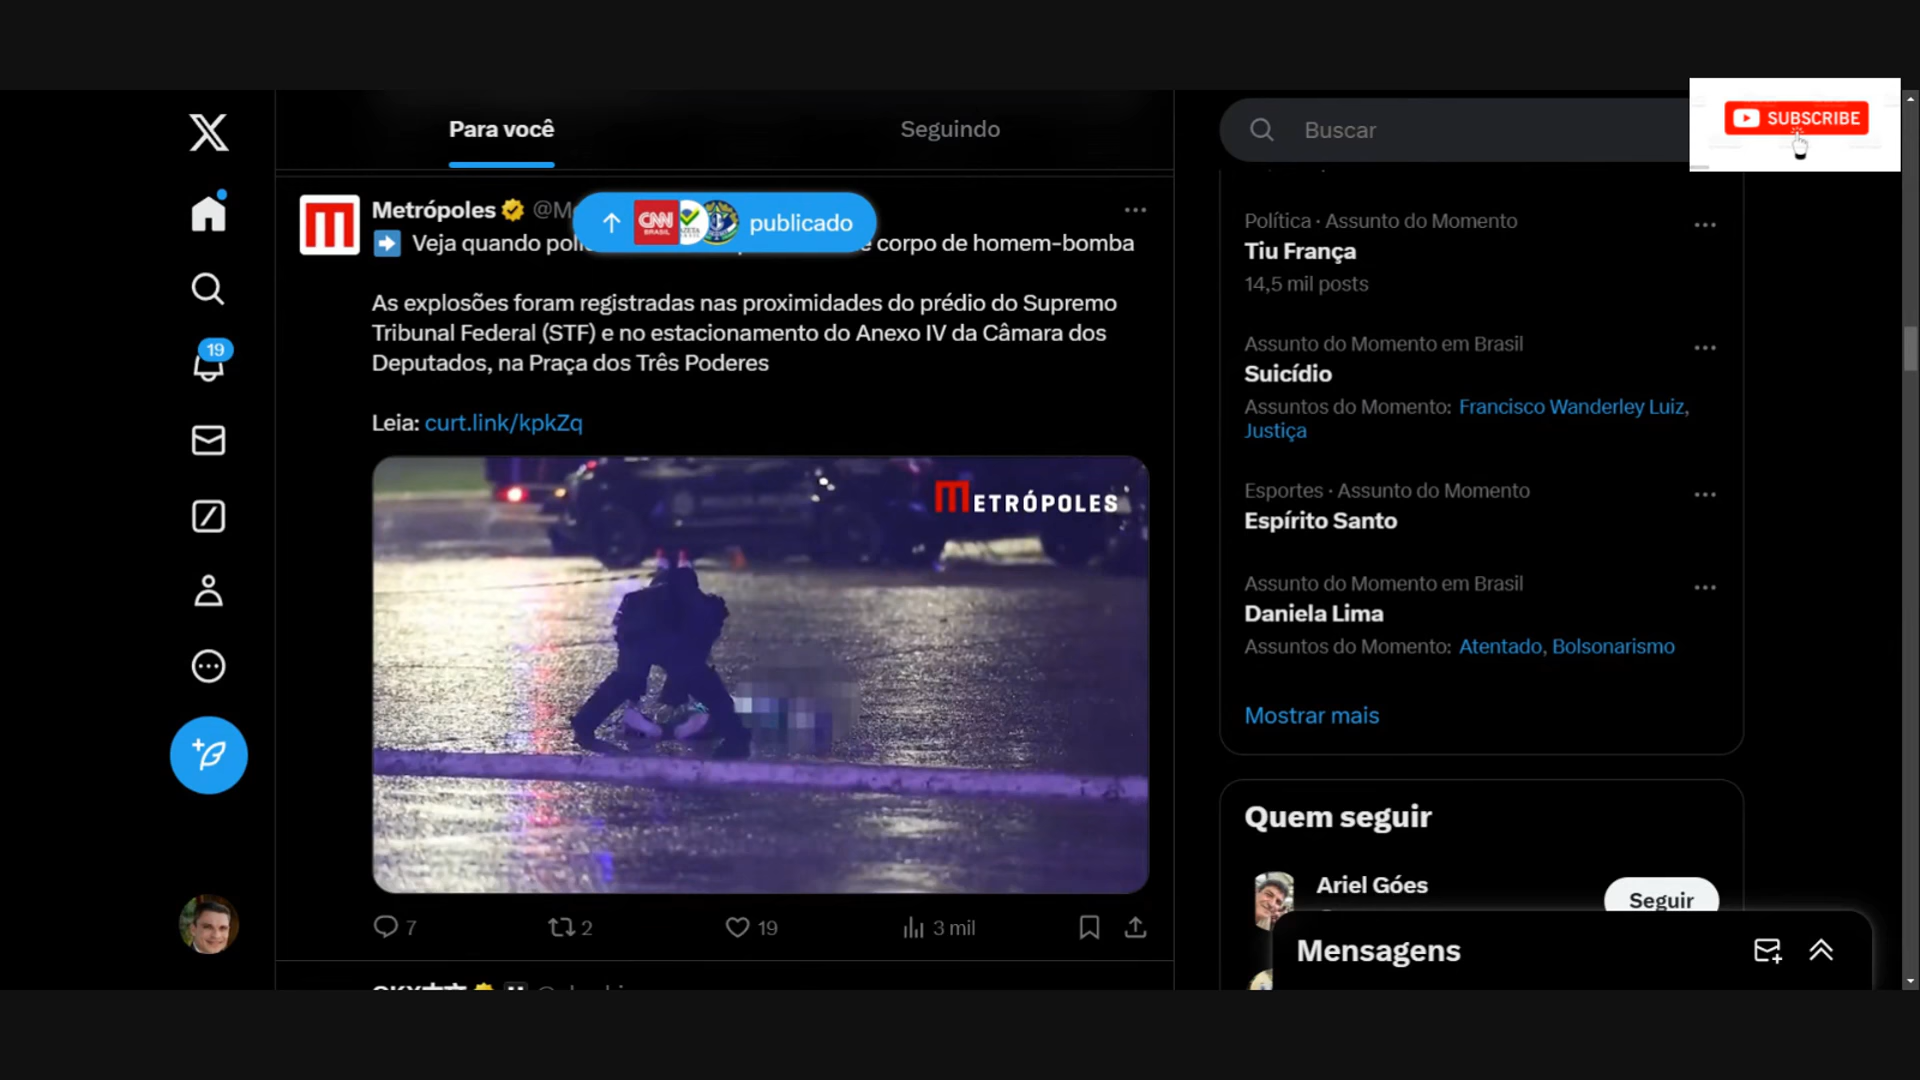 Para você
Seguindo
Buscar
SUBSCRIBE
Metrópoles
publicado
CNN
BRASIL
Veja quando corpo de homem-bomba
As explosões foram registradas nas proximidades do prédio do Supremo
Tribunal Federal (STF) e no estacionamento do Anexo IV da Câmara dos
Deputados, na Praça dos Três Poderes
Leia: curt.link/kpkZq
METRÓPOLES
7
2
19
3 mil
19
Política · Assunto do Momento
Tiu França
14,5 mil posts
Assunto do Momento em Brasil
Suicídio
Assuntos do Momento: Francisco Wanderley Luiz,
Justiça
Esportes · Assunto do Momento
Espírito Santo
Assunto do Momento em Brasil
Daniela Lima
Assuntos do Momento: Atentado, Bolsonarismo
Mostrar mais
Quem seguir
Ariel Góes
Seguir
Mensagens